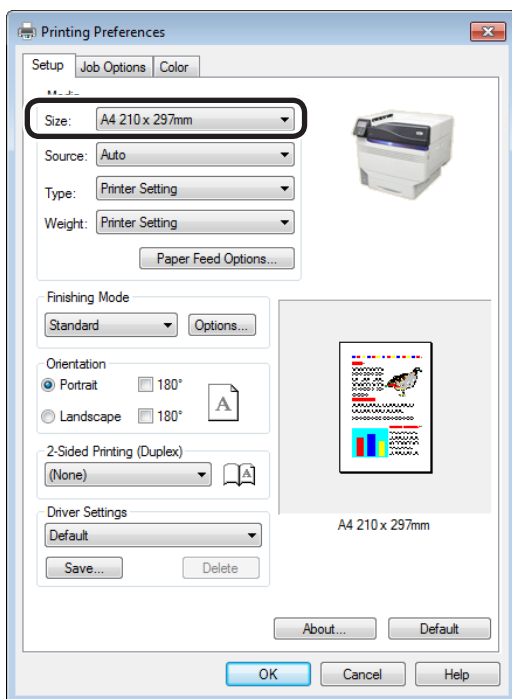 Printing Preferences
Setup Job Options Color
Media
Size: A4 210 x 297mm
Source: Auto
Type: Printer Setting
Weight: Printer Setting
Paper Feed Options...
Finishing Mode
Standard Options...
Orientation
Portrait 180°
Landscape 180°
A
2-Sided Printing (Duplex)
(None) A
Driver Settings
Default
Save... Delete
A4 210 x 297mm
About... Default
OK Cancel Help